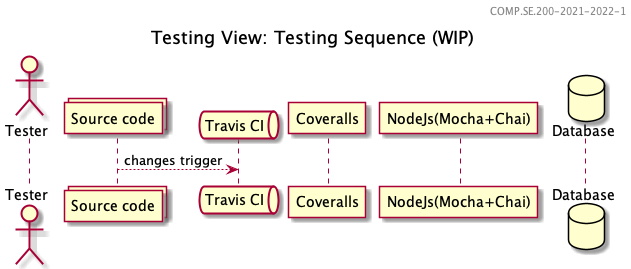 COMP.SE.200-2021-2022-1
Testing View: Testing Sequence (WIP)
Tester
Source code
Travis CI
Coveralls
NodeJs(Mocha+Chai)
Database
changes trigger
Tester
Source code
Travis CI
Coveralls
NodeJs(Mocha+Chai)
Database